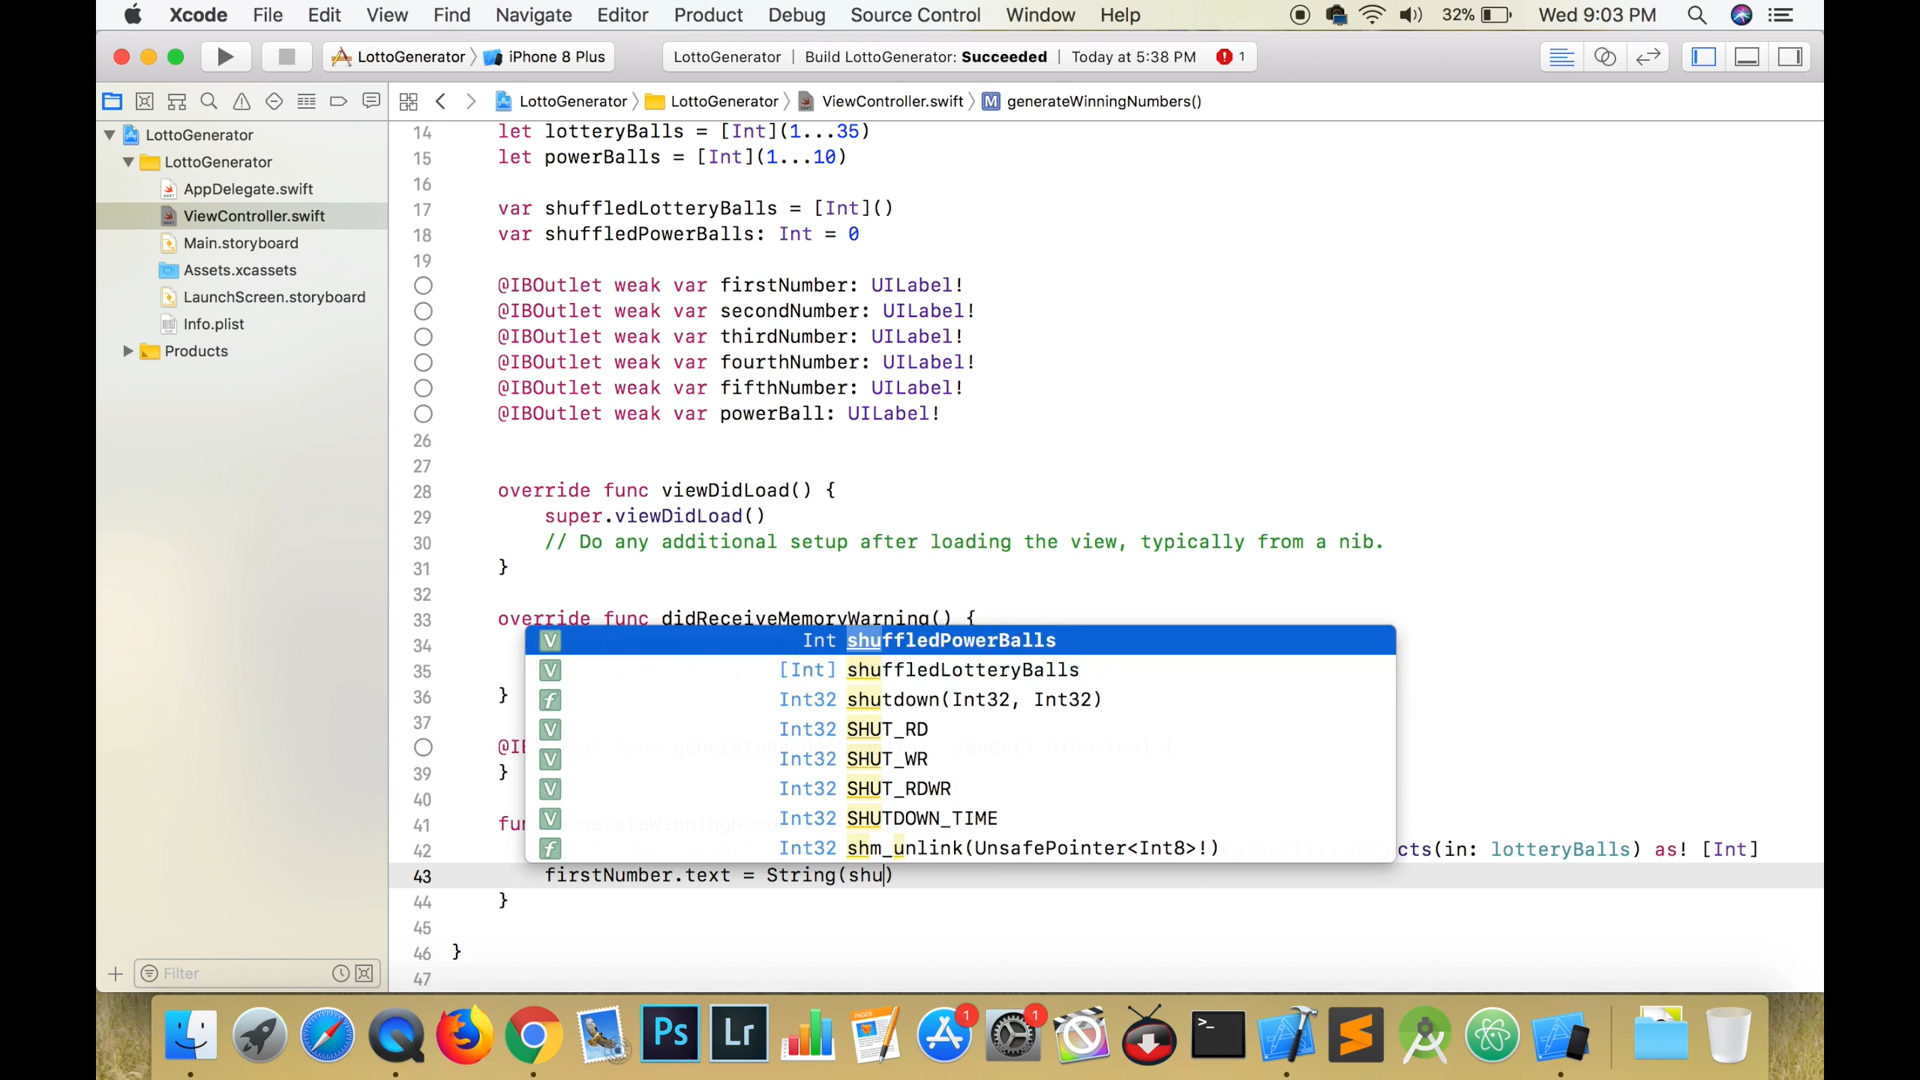 Xcode File Edit View Find Navigate Editor Product Debug Source Control Window Help 32% Wed 9:03 PM
LottoGenerator iPhone 8 Plus LottoGenerator | Build LottoGenerator: Succeeded | Today at 5:38 PM 1
LottoGenerator LottoGenerator ViewController.swift M generateWinningNumbers()
LottoGenerator
LottoGenerator
AppDelegate.swift
ViewController.swift
Main.storyboard
Assets.xcassets
LaunchScreen.storyboard
Info.plist
Products
Filter
14 let lotteryBalls = [Int](1...35)
15 let powerBalls = [Int](1...10)
16
17 var shuffledLotteryBalls = [Int]()
18 var shuffledPowerBalls: Int = 0
19
@IBOutlet weak var firstNumber: UILabel!
@IBOutlet weak var secondNumber: UILabel!
@IBOutlet weak var thirdNumber: UILabel!
@IBOutlet weak var fourthNumber: UILabel!
@IBOutlet weak var fifthNumber: UILabel!
@IBOutlet weak var powerBall: UILabel!
26
27
28 override func viewDidLoad() {
29 super.viewDidLoad()
30 // Do any additional setup after loading the view, typically from a nib.
31 }
32
33 override func didReceiveMemoryWarning() {
34 V Int shuffledPowerBalls
35 V [Int] shuffledLotteryBalls
36 } f Int32 shutdown(Int32, Int32)
37 V Int32 SHUT_RD
@IB V Int32 SHUT_WR
39 } V Int32 SHUT_RDWR
40 V Int32 SHUTDOWN_TIME
41 fun
42 f Int32 shm_unlink(UnsafePointer<Int8>!) cts(in: lotteryBalls) as! [Int]
43 firstNumber.text = String(shu)
44 }
45
46 }
47
Ps Lr 1 1 >_